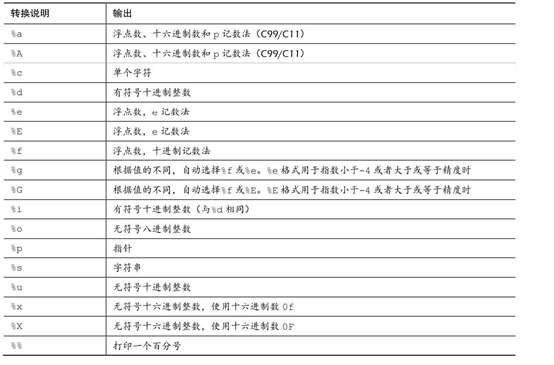 转换说明 输出
%a 浮点数、十六进制数和 p 记数法（C99/C11）
%A 浮点数、十六进制数和 p 记数法（C99/C11）
%c 单个字符
%d 有符号十进制整数
%e 浮点数，e 记数法
%E 浮点数，e 记数法
%f 浮点数，十进制记数法
%g 根据值的不同，自动选择%f 或%e。%e 格式用于指数小于-4 或者大于或等于精度时
%G 根据值的不同，自动选择%f 或%E。%E 格式用于指数小于-4 或者大于或等于精度时
%i 有符号十进制整数（与%d 相同）
%o 无符号八进制整数
%p 指针
%s 字符串
%u 无符号十进制整数
%x 无符号十六进制整数，使用十六进制数 0f
%X 无符号十六进制整数，使用十六进制数 0F
%% 打印一个百分号